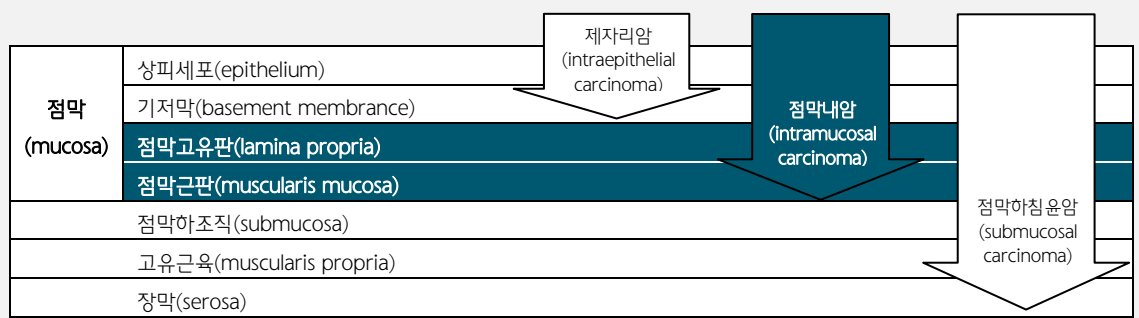 점막
(mucosa)
상피세포(epithelium)
기저막(basement membrance)
점막고유판(lamina propria)
점막근판(muscularis mucosa)
점막하조직(submucosa)
고유근육(muscularis propria)
장막(serosa)
제자리암
(intraepithelial
carcinoma)
점막내암
(intramucosal
carcinoma)
점막하침윤암
(submucosal
carcinoma)